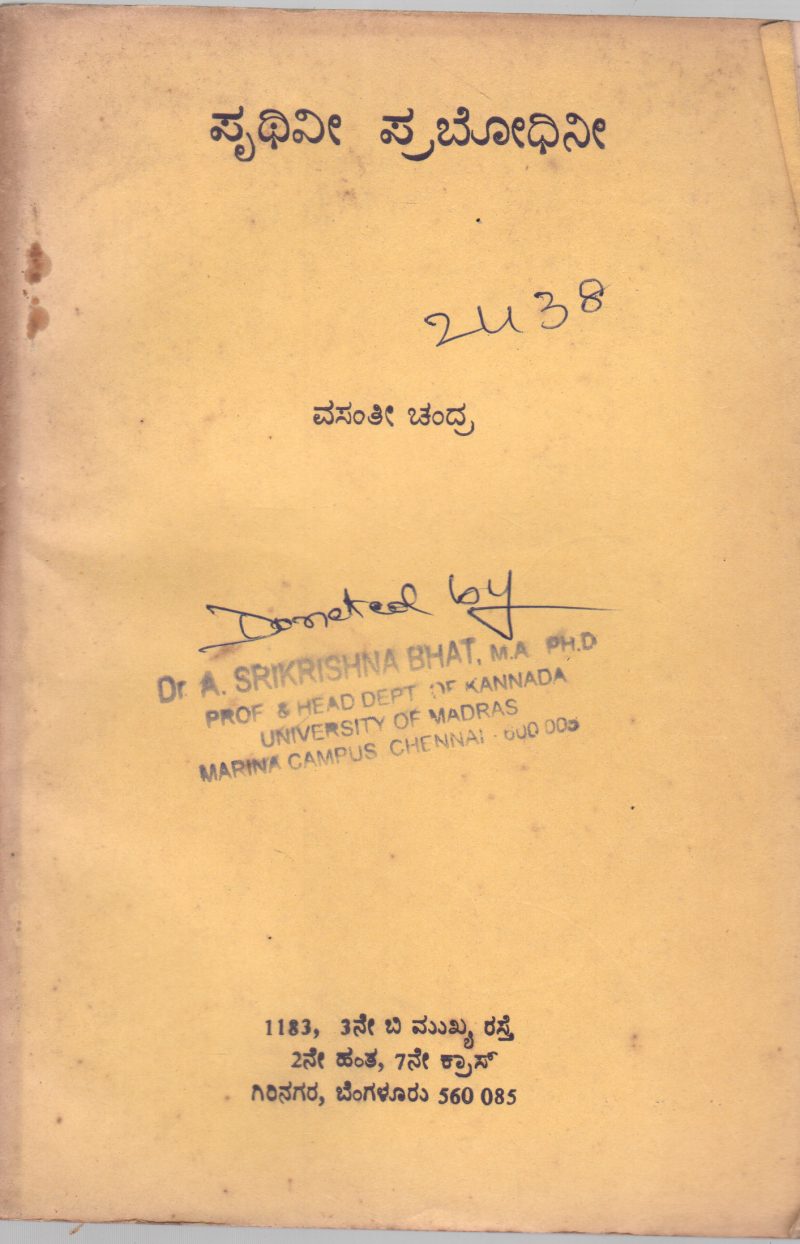 ಪೃಥಿವೀ ಪ್ರಬೋಧಿನೀ
2438
ವಸಂತೀ ಚಂದ್ರ
Doneted by
Dr. A. SRIKRISHNA BHAT, M.A PH.D
PROF & HEAD DEPT OF KANNADA
UNIVERSITY OF MADRAS
MARINA CAMPUS CHENNAI - 600 005
1183, 3ನೇ ಬಿ ಮುಖ್ಯ ರಸ್ತೆ
2ನೇ ಹಂತ, 7ನೇ ಕ್ರಾಸ್
ಗಿರಿನಗರ, ಬೆಂಗಳೂರು 560 085